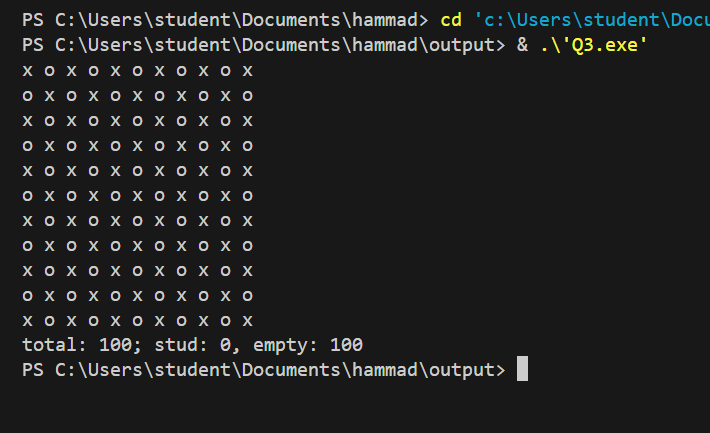 PS C:\Users\student\Documents\hammad> cd 'c:\Users\student\Docu
PS C:\Users\student\Documents\hammad\output> & .\'Q3.exe'
x o x o x o x o x o x
o x o x o x o x o x o
x o x o x o x o x o x
o x o x o x o x o x o
x o x o x o x o x o x
o x o x o x o x o x o
x o x o x o x o x o x
o x o x o x o x o x o
x o x o x o x o x o x
o x o x o x o x o x o
x o x o x o x o x o x
total: 100; stud: 0, empty: 100
PS C:\Users\student\Documents\hammad\output>